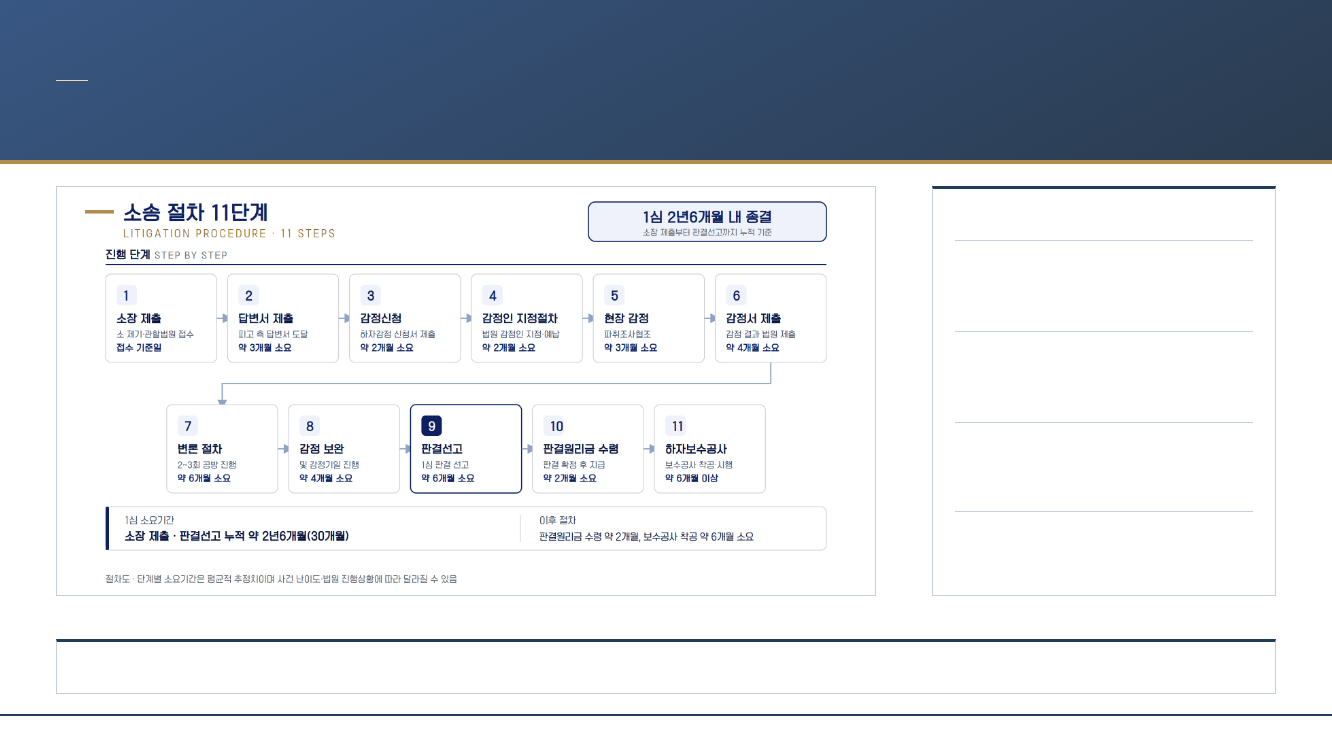 소송 절차 11단계
LITIGATION PROCEDURE · 11 STEPS
1심 2년6개월 내 종결
소장 제출부터 판결선고까지 누적 기준
진행 단계 STEP BY STEP
1
소장 제출
소 제기·관할법원 접수
접수 기준일
2
답변서 제출
피고 측 답변서 도달
약 3개월 소요
3
감정신청
하자감정 신청서 제출
약 2개월 소요
4
감정인 지정절차
법원 감정인 지정·예납
약 2개월 소요
5
현장 감정
파취조사협조
약 3개월 소요
6
감정서 제출
감정 결과 법원 제출
약 4개월 소요
7
변론 절차
2~3회 공방 진행
약 6개월 소요
8
감정 보완
및 감정기일 진행
약 4개월 소요
9
판결선고
1심 판결 선고
약 6개월 소요
10
판결원리금 수령
판결 확정 후 지급
약 2개월 소요
11
하자보수공사
보수공사 착공·시행
약 6개월 이상
1심 소요기간
소장 제출 · 판결선고 누적 약 2년6개월(30개월)
이후 절차
판결원리금 수령 약 2개월, 보수공사 착공 약 6개월 소요
절차도 · 단계별 소요기간은 평균적 추정치이며 사건 난이도·법원 진행상황에 따라 달라질 수 있음